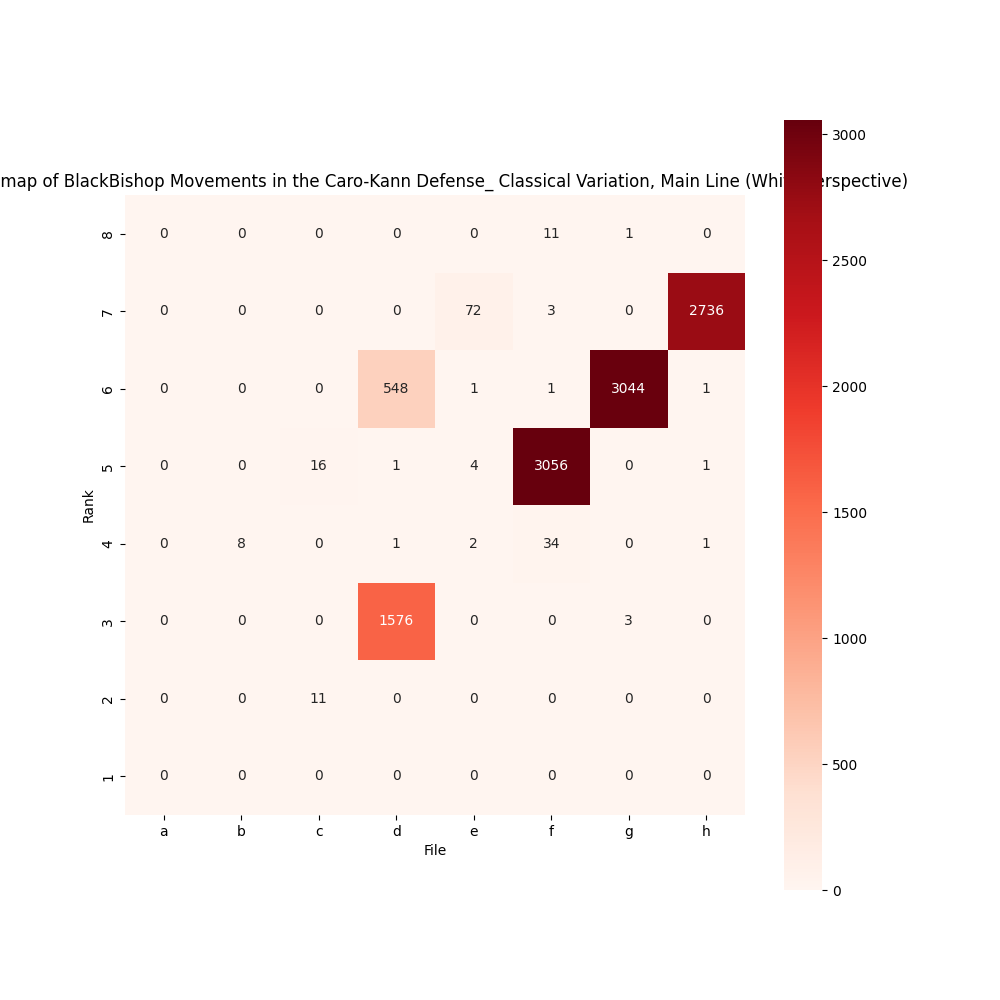 map of BlackBishop Movements in the Caro-Kann Defense_ Classical Variation, Main Line (Whi erspective)
3000
2500
2000
1500
1000
500
0
Rank
8 0 0 0 0 0 11 1 0
7 0 0 0 0 72 3 0 2736
6 0 0 0 548 1 1 3044 1
5 0 0 16 1 4 3056 0 1
4 0 8 0 1 2 34 0 1
3 0 0 0 1576 0 0 3 0
2 0 0 11 0 0 0 0 0
1 0 0 0 0 0 0 0 0
a b c d e f g h
File